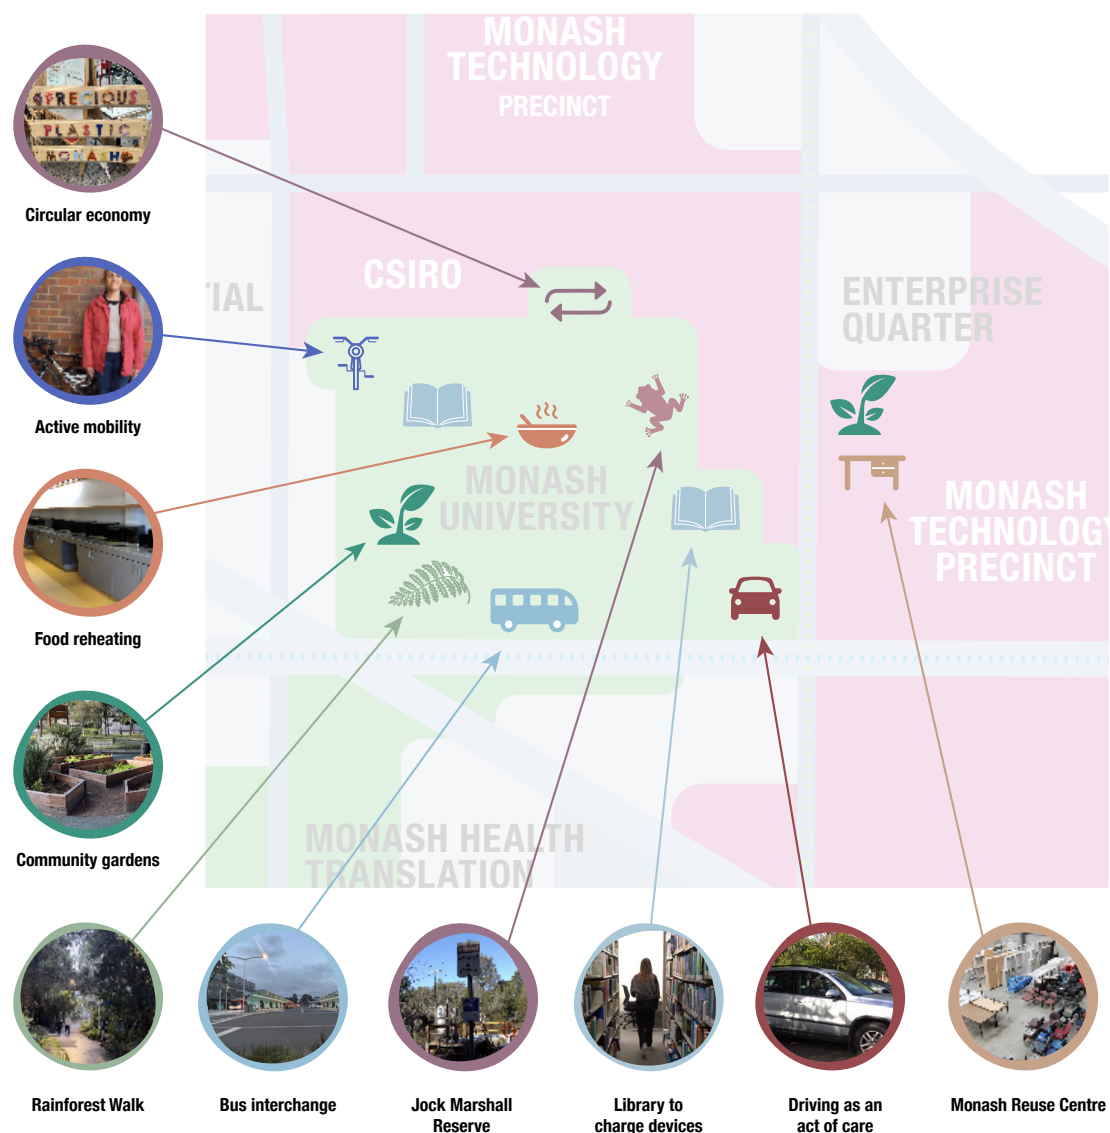 MONASH
TECHNOLOGY
PRECINCT
PRECIOUS
PLASTIC
MONASH
Circular economy
CSIRO
TIAL
ENTERPRISE
QUARTER
Active mobility
MONASH
UNIVERSITY
MONASH
TECHNOLOGY
PRECINCT
Food reheating
MONASH HEALTH
TRANSLATION
Community gardens
Rainforest Walk
Bus interchange
Jock Marshall
Reserve
Library to
charge devices
Driving as an
act of care
Monash Reuse Centre